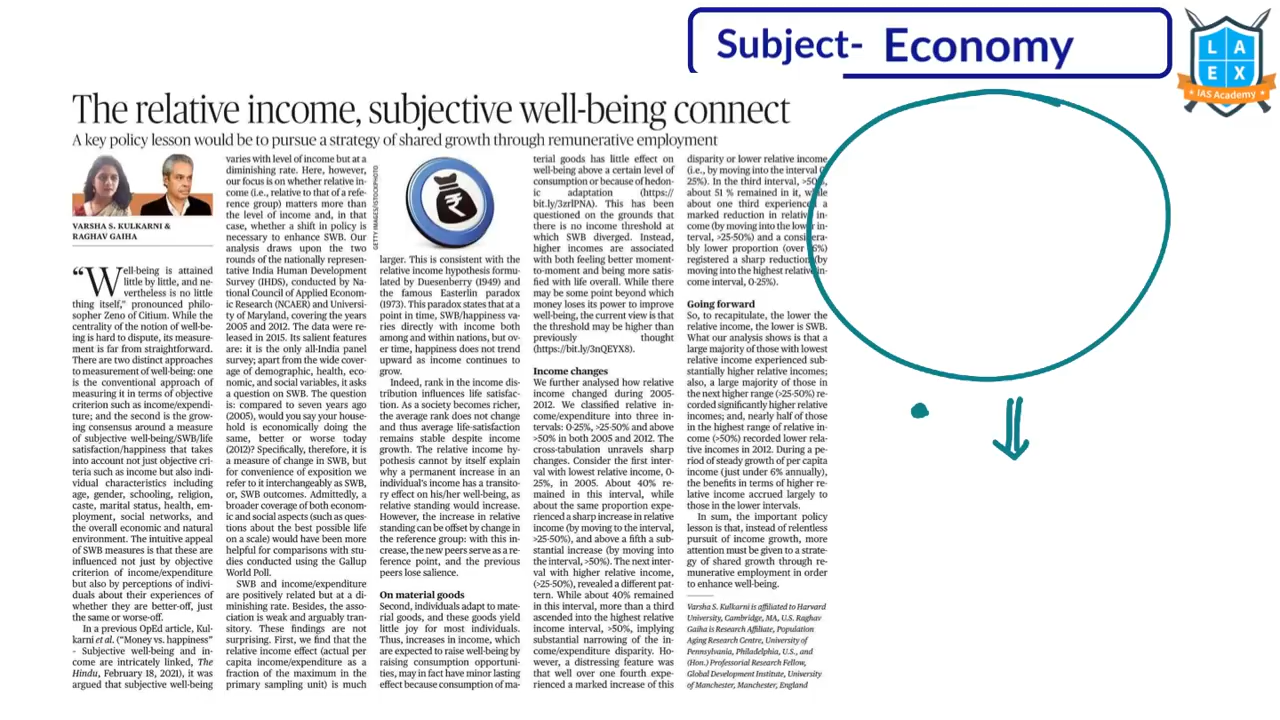 Subject- Economy
L A
E X
IAS Academy
The relative income, subjective well-being connect
A key policy lesson would be to pursue a strategy of shared growth through remunerative employment
VARSHA S. KULKARNI &
RAGHAV GAIHA
“Well-being is attained
little by little, and ne-
vertheless is no little
thing itself,” pronounced philo-
sopher Zeno of Citium. While the
centrality of the notion of well-be-
ing is hard to dispute, its measure-
ment is far from straightforward.
There are two distinct approaches
to measurement of well-being: one
is the conventional approach of
measuring it in terms of objective
criterion such as income/expendi-
ture; and the second is the grow-
ing consensus around a measure
of subjective well-being/SWB/life
satisfaction/happiness that takes
into account not just objective cri-
teria such as income but also indi-
vidual characteristics including
age, gender, schooling, religion,
caste, marital status, health, em-
ployment, social networks, and
the overall economic and natural
environment. The intuitive appeal
of SWB measures is that these are
influenced not just by objective
criterion of income/expenditure
but also by perceptions of indivi-
duals about their experiences of
whether they are better-off, just
the same or worse-off.
In a previous OpEd article, Kul-
karni et al. (“Money vs. happiness”
- Subjective well-being and in-
come are intricately linked, The
Hindu, February 18, 2021), it was
argued that subjective well-being
varies with level of income but at a
diminishing rate. Here, however,
our focus is on whether relative in-
come (i.e., relative to that of a refe-
rence group) matters more than
the level of income and, in that
case, whether a shift in policy is
necessary to enhance SWB. Our
analysis draws upon the two
rounds of the nationally represen-
tative India Human Development
Survey (IHDS), conducted by Na-
tional Council of Applied Econom-
ic Research (NCAER) and Universi-
ty of Maryland, covering the years
2005 and 2012. The data were re-
leased in 2015. Its salient features
are: it is the only all-India panel
survey; apart from the wide cover-
age of demographic, health, eco-
nomic, and social variables, it asks
a question on SWB. The question
is: compared to seven years ago
(2005), would you say your house-
hold is economically doing the
same, better or worse today
(2012)? Specifically, therefore, it is
a measure of change in SWB, but
for convenience of exposition we
refer to it interchangeably as SWB,
or, SWB outcomes. Admittedly, a
broader coverage of both econom-
ic and social aspects (such as ques-
tions about the best possible life
on a scale) would have been more
helpful for comparisons with stu-
dies conducted using the Gallup
World Poll.
SWB and income/expenditure
are positively related but at a di-
minishing rate. Besides, the asso-
ciation is weak and arguably tran-
sitory. These findings are not
surprising. First, we find that the
relative income effect (actual per
capita income/expenditure as a
fraction of the maximum in the
primary sampling unit) is much
GETTY IMAGES/ISTOCKPHOTO
larger. This is consistent with the
relative income hypothesis formu-
lated by Duesenberry (1949) and
the famous Easterlin paradox
(1973). This paradox states that at a
point in time, SWB/happiness va-
ries directly with income both
among and within nations, but ov-
er time, happiness does not trend
upward as income continues to
grow.
Indeed, rank in the income dis-
tribution influences life satisfac-
tion. As a society becomes richer,
the average rank does not change
and thus average life-satisfaction
remains stable despite income
growth. The relative income hy-
pothesis cannot by itself explain
why a permanent increase in an
individual’s income has a transito-
ry effect on his/her well-being, as
relative standing would increase.
However, the increase in relative
standing can be offset by change in
the reference group: with this in-
crease, the new peers serve as a re-
ference point, and the previous
peers lose salience.
On material goods
Second, individuals adapt to mate-
rial goods, and these goods yield
little joy for most individuals.
Thus, increases in income, which
are expected to raise well-being by
raising consumption opportuni-
ties, may in fact have minor lasting
effect because consumption of ma-
terial goods has little effect on
well-being above a certain level of
consumption or because of hedon-
ic adaptation (https://
bit.ly/3zrlPNA). This has been
questioned on the grounds that
there is no income threshold at
which SWB diverged. Instead,
higher incomes are associated
with both feeling better moment-
to-moment and being more satis-
fied with life overall. While there
may be some point beyond which
money loses its power to improve
well-being, the current view is that
the threshold may be higher than
previously thought
(https://bit.ly/3nQEYX8).
Income changes
We further analysed how relative
income changed during 2005-
2012. We classified relative in-
come/expenditure into three in-
tervals: 0-25%, >25-50% and above
>50% in both 2005 and 2012. The
cross-tabulation unravels sharp
changes. Consider the first inter-
val with lowest relative income, 0-
25%, in 2005. About 40% re-
mained in this interval, while
about the same proportion expe-
rienced a sharp increase in relative
income (by moving to the interval,
>25-50%), and above a fifth a sub-
stantial increase (by moving into
the interval, >50%). The next inter-
val with higher relative income,
(>25-50%), revealed a different pat-
tern. While about 40% remained
in this interval, more than a third
ascended into the highest relative
income interval, >50%, implying
substantial narrowing of the in-
come/expenditure disparity. Ho-
wever, a distressing feature was
that well over one fourth expe-
rienced a marked increase of this
disparity or lower relative income
(i.e., by moving into the interval 0-
25%). In the third interval, >50%,
about 51 % remained in it, while
about one third experienced a
marked reduction in relative in-
come (by moving into the lower in-
terval, >25-50%) and a considera-
bly lower proportion (over
registered a sharp reduction (by
moving into the highest relative in-
come interval, 0-25%).
Going forward
So, to recapitulate, the lower the
relative income, the lower is SWB.
What our analysis shows is that a
large majority of those with lowest
relative income experienced sub-
stantially higher relative incomes;
also, a large majority of those in
the next higher range (>25-50%) re-
corded significantly higher relative
incomes; and, nearly half of those
in the highest range of relative in-
come (>50%) recorded lower rela-
tive incomes in 2012. During a pe-
riod of steady growth of per capita
income (just under 6% annually),
the benefits in terms of higher re-
lative income accrued largely to
those in the lower intervals.
In sum, the important policy
lesson is that, instead of relentless
pursuit of income growth, more
attention must be given to a strate-
gy of shared growth through re-
munerative employment in order
to enhance well-being.
Varsha S. Kulkarni is affiliated to Harvard
University, Cambridge, MA, U.S. Raghav
Gaiha is Research Affiliate, Population
Aging Research Centre, University of
Pennsylvania, Philadelphia, U.S., and
(Hon.) Professorial Research Fellow,
Global Development Institute, University
of Manchester, Manchester, England